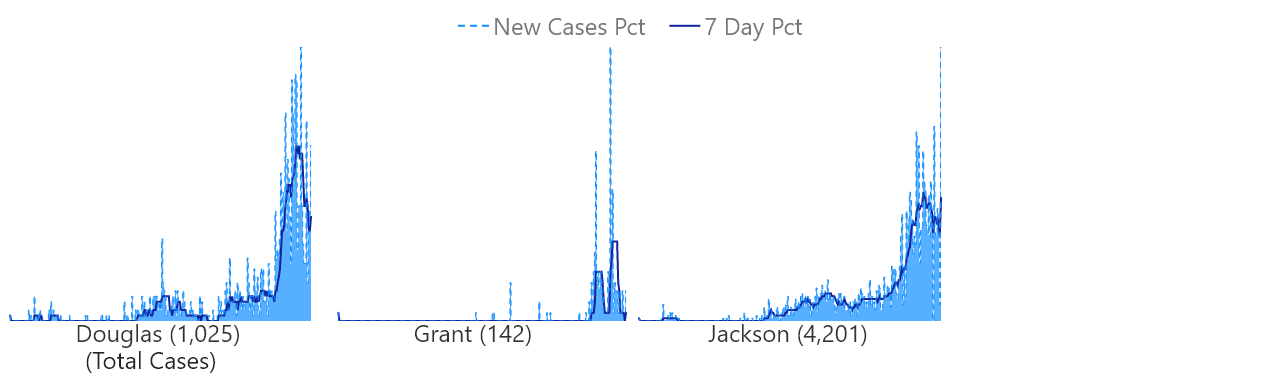 New Cases Pct 7 Day Pct
Douglas (1,025) Grant (142) Jackson (4,201)
(Total Cases)